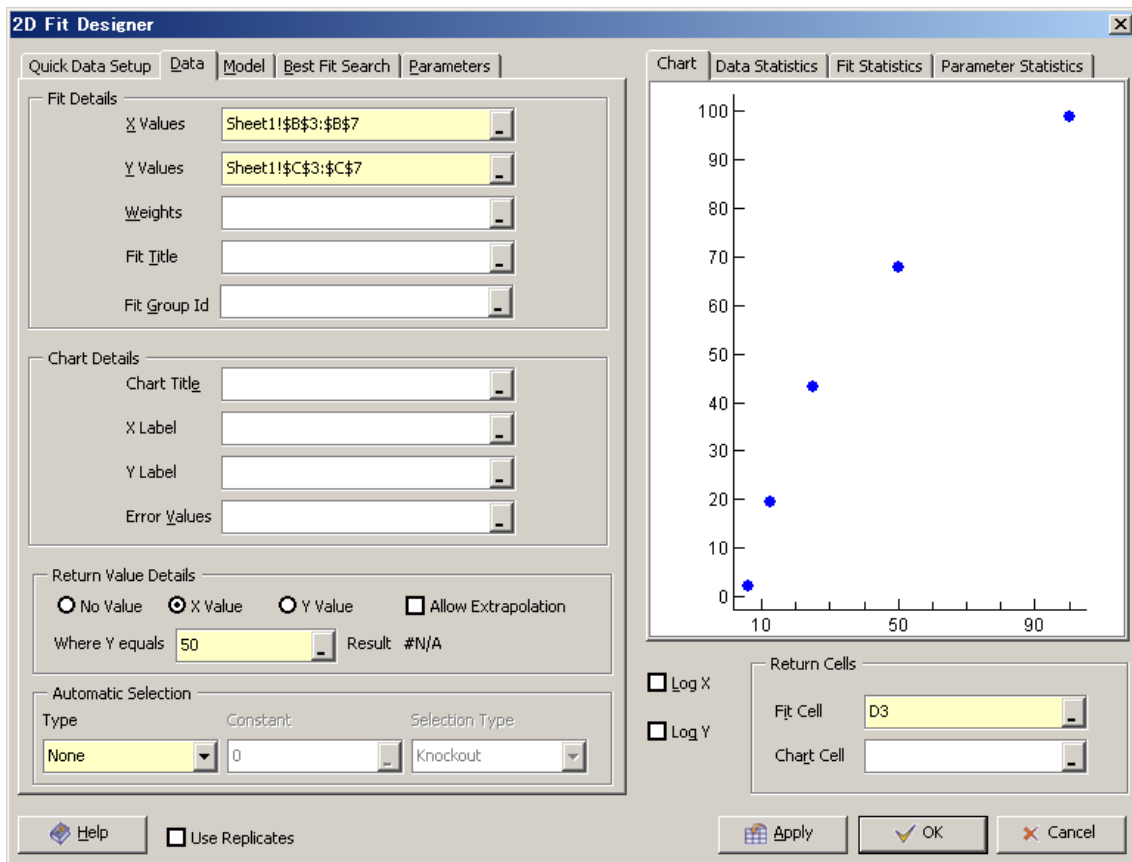 2D Fit Designer
Quick Data Setup Data Model Best Fit Search Parameters
Fit Details
X Values Sheet1!$B$3:$B$7
Y Values Sheet1!$C$3:$C$7
Weights
Fit Title
Fit Group Id
Chart Details
Chart Title
X Label
Y Label
Error Values
Return Value Details
No Value X Value Y Value Allow Extrapolation
Where Y equals 50 Result #N/A
Automatic Selection
Type Constant Selection Type
None 0 Knockout
Help Use Replicates
Chart Data Statistics Fit Statistics Parameter Statistics
100
90
80
70
60
50
40
30
20
10
0
10 50 90
Log X
Log Y
Return Cells
Fit Cell D3
Chart Cell
Apply OK Cancel